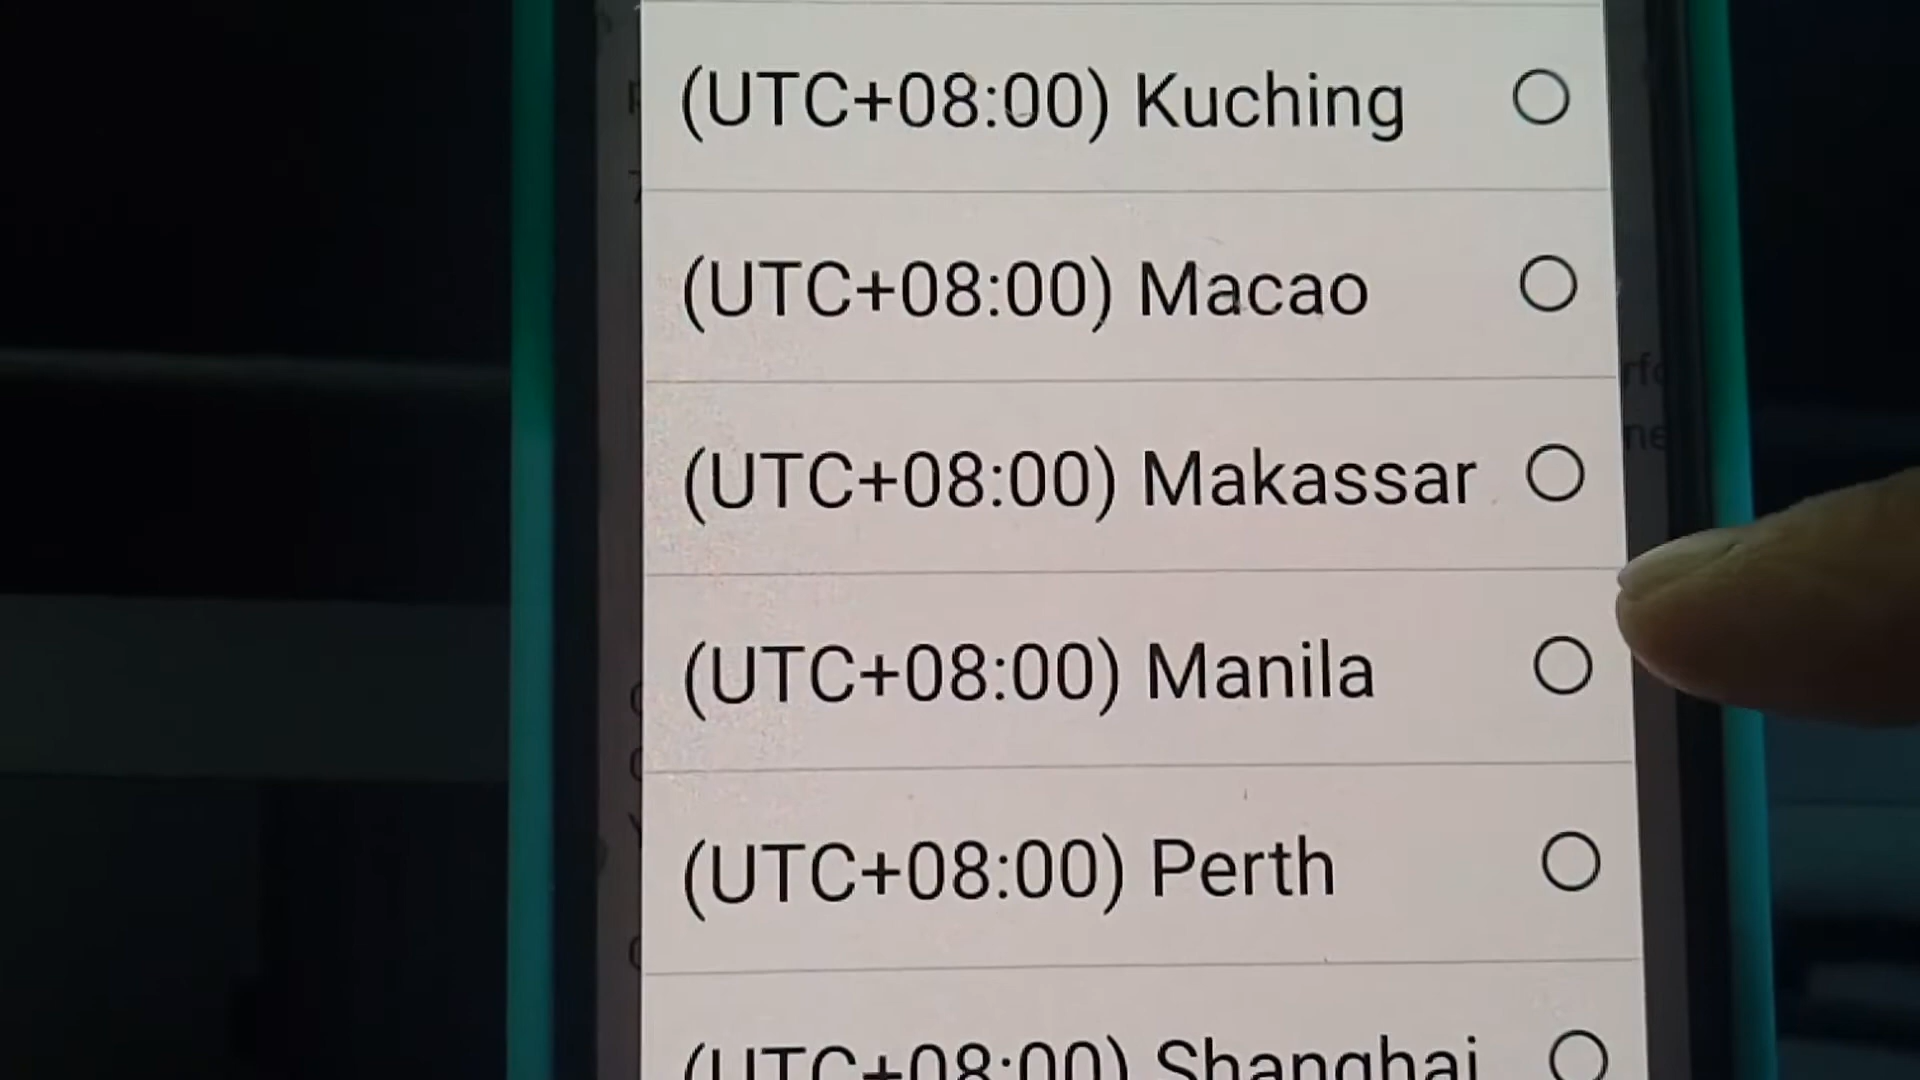 (UTC+08:00) Kuching
(UTC+08:00) Macao
(UTC+08:00) Makassar
(UTC+08:00) Manila
(UTC+08:00) Perth
(UTC+08:00) Shanghai